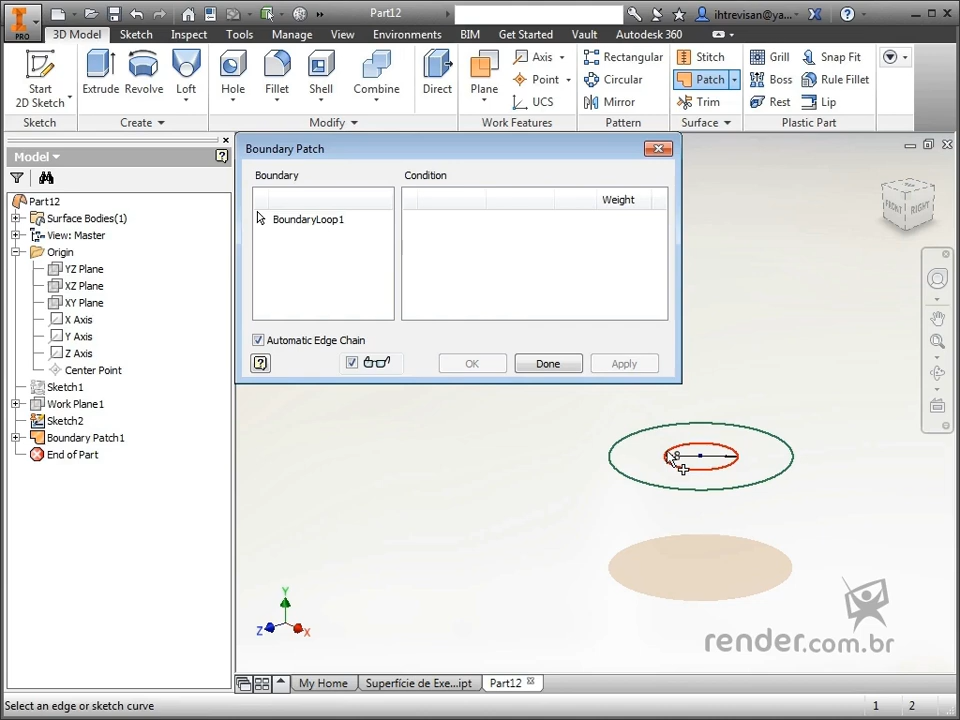 Part12
ihtrevisan@ya...
PRO
3D Model
Sketch
Inspect
Tools
Manage
View
Environments
BIM
Get Started
Vault
Autodesk 360
Start
2D Sketch
Extrude
Revolve
Loft
Hole
Fillet
Shell
Combine
Direct
Plane
Axis
Point
UCS
Rectangular
Circular
Mirror
Stitch
Patch
Trim
Grill
Boss
Rest
Snap Fit
Rule Fillet
Lip
Sketch
Create
Modify
Work Features
Pattern
Surface
Plastic Part
Model
Part12
Surface Bodies(1)
View: Master
Origin
YZ Plane
XZ Plane
XY Plane
X Axis
Y Axis
Z Axis
Center Point
Sketch1
Work Plane1
Sketch2
Boundary Patch1
End of Part
Boundary Patch
Boundary
Condition
Weight
BoundaryLoop1
Automatic Edge Chain
OK
Done
Apply
FRONT
RIGHT
Y
Z
X
render.com.br
My Home
Superfície de Exe...ipt
Part12
Select an edge or sketch curve
1
2